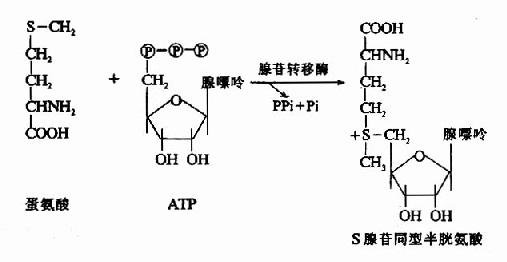 S-CH₂
CH₂
CH₂
CHNH₂
COOH
蛋氨酸
+
Ⓟ-Ⓟ-Ⓟ
CH₂
腺嘌呤
O
OH OH
ATP
腺苷转移酶
PPi+Pi
COOH
CHNH₂
CH₂
CH₂
+S-CH₂
腺嘌呤
CH₃
O
OH OH
S腺苷同型半胱氨酸